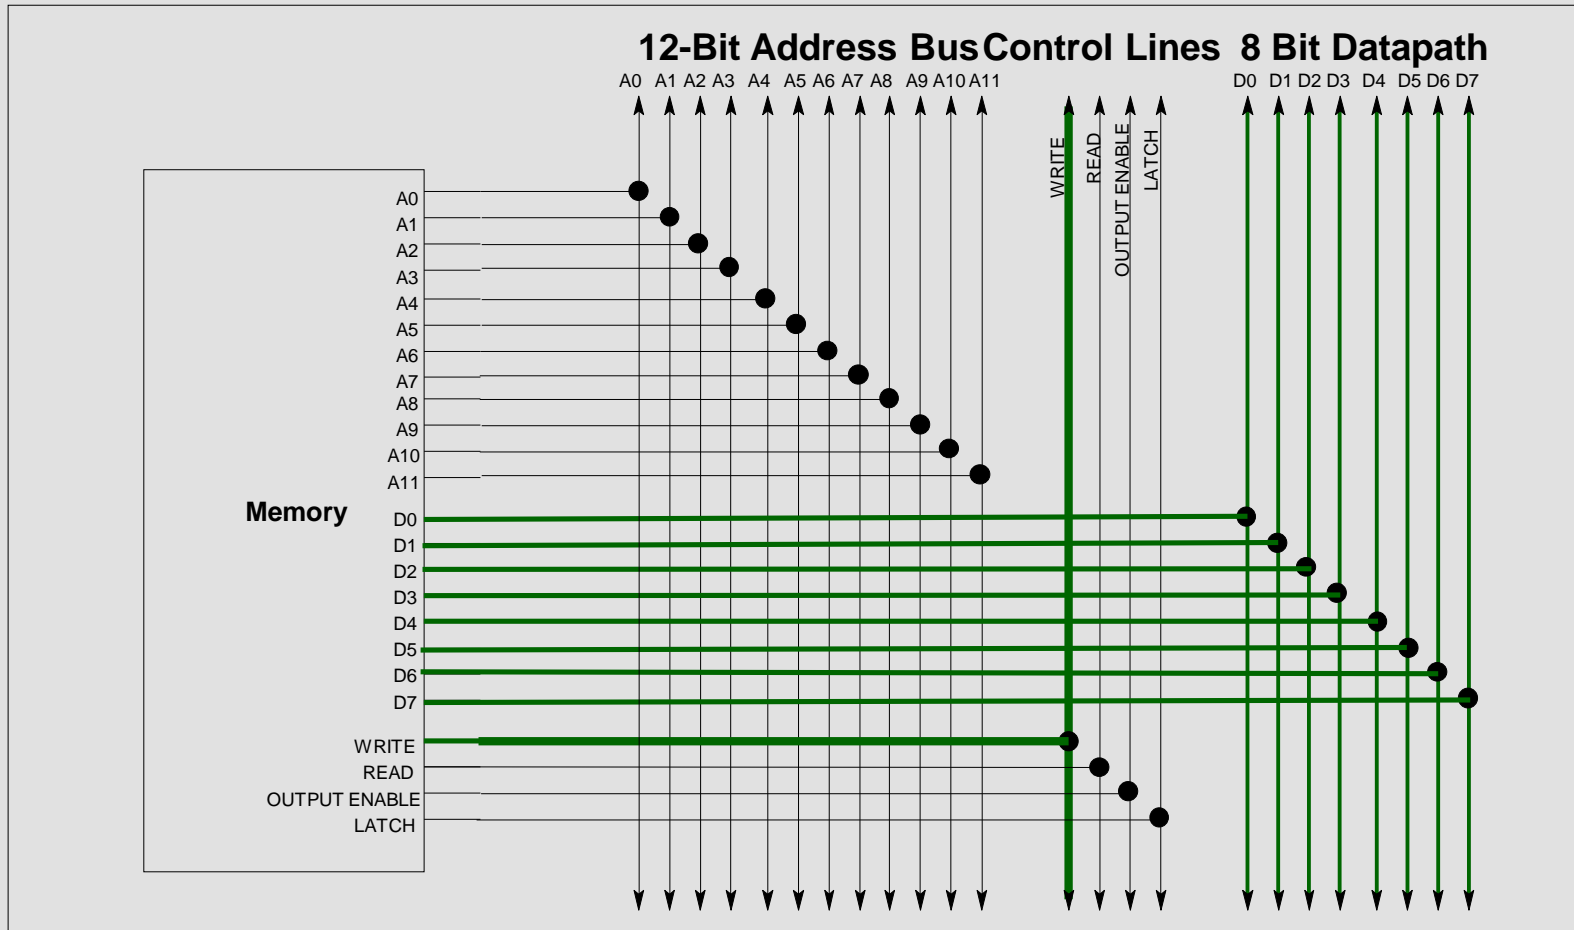 12-Bit Address Bus Control Lines 8 Bit Datapath
A0 A1 A2 A3 A4 A5 A6 A7 A8 A9 A10 A11 D0 D1 D2 D3 D4 D5 D6 D7
WRITE
READ
OUTPUT ENABLE
LATCH
A0
A1
A2
A3
A4
A5
A6
A7
A8
A9
A10
A11
Memory
D0
D1
D2
D3
D4
D5
D6
D7
WRITE
READ
OUTPUT ENABLE
LATCH